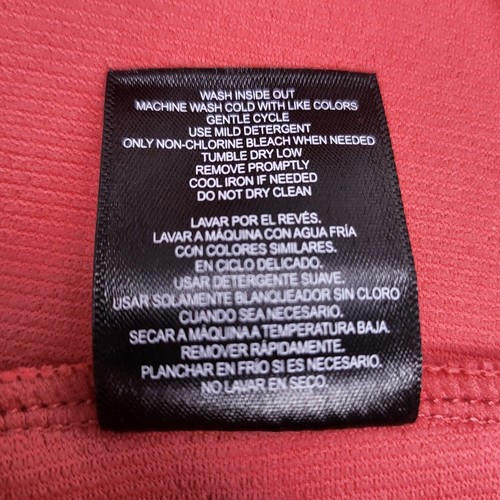 WASH INSIDE OUT
MACHINE WASH COLD WITH LIKE COLORS
GENTLE CYCLE
USE MILD DETERGENT
ONLY NON-CHLORINE BLEACH WHEN NEEDED
TUMBLE DRY LOW
REMOVE PROMPTLY
COOL IRON IF NEEDED
DO NOT DRY CLEAN
LAVAR POR EL REVÉS.
LAVAR A MÁQUINA CON AGUA FRÍA
CON COLORES SIMILARES.
EN CICLO DELICADO.
USAR DETERGENTE SUAVE.
USAR SOLAMENTE BLANQUEADOR SIN CLORO
CUANDO SEA NECESARIO.
SECAR A MÁQUINA A TEMPERATURA BAJA.
REMOVER RÁPIDAMENTE.
PLANCHAR EN FRÍO SI ES NECESARIO.
NO LAVAR EN SECO.